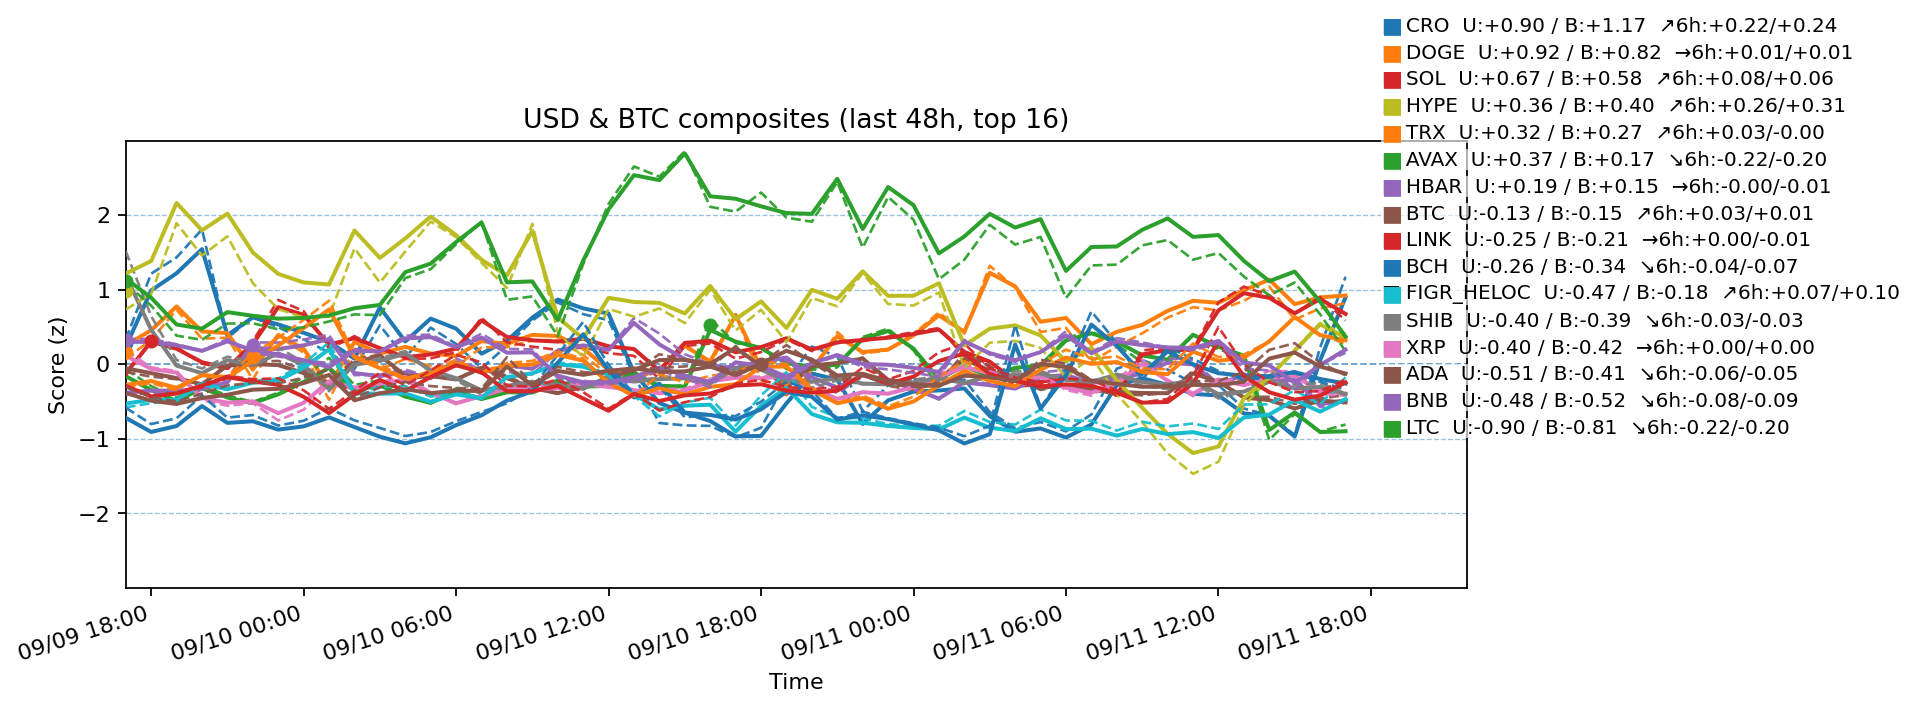 CRO U:+0.90 / B:+1.17 ↗6h:+0.22/+0.24
DOGE U:+0.92 / B:+0.82 →6h:+0.01/+0.01
SOL U:+0.67 / B:+0.58 ↗6h:+0.08/+0.06
HYPE U:+0.36 / B:+0.40 ↗6h:+0.26/+0.31
TRX U:+0.32 / B:+0.27 ↗6h:+0.03/-0.00
AVAX U:+0.37 / B:+0.17 ↘6h:-0.22/-0.20
HBAR U:+0.19 / B:+0.15 →6h:-0.00/-0.01
BTC U:-0.13 / B:-0.15 ↗6h:+0.03/+0.01
LINK U:-0.25 / B:-0.21 →6h:+0.00/-0.01
BCH U:-0.26 / B:-0.34 ↘6h:-0.04/-0.07
FIGR_HELOC U:-0.47 / B:-0.18 ↗6h:+0.07/+0.10
SHIB U:-0.40 / B:-0.39 ↘6h:-0.03/-0.03
XRP U:-0.40 / B:-0.42 →6h:+0.00/+0.00
ADA U:-0.51 / B:-0.41 ↘6h:-0.06/-0.05
BNB U:-0.48 / B:-0.52 ↘6h:-0.08/-0.09
LTC U:-0.90 / B:-0.81 ↘6h:-0.22/-0.20
USD & BTC composites (last 48h, top 16)
Score (z)
2
1
0
−1
−2
09/09 18:00
09/10 00:00
09/10 06:00
09/10 12:00
09/10 18:00
09/11 00:00
09/11 06:00
09/11 12:00
09/11 18:00
Time